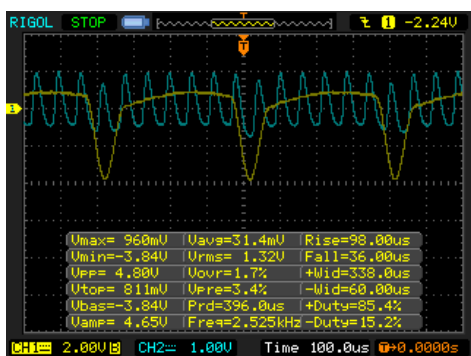 RIGOL STOP T 1 -2.24V
T
1
Vmax= 960mV Vavg=31.4mV Rise=98.00us
Vmin=-3.84V Vrms= 1.32V Fall=36.00us
Vpp= 4.80V Vovr=1.7% +Wid=338.0us
Vtop= 811mV Vpre=3.4% -Wid=60.00us
Vbas=-3.84V Prd=396.0us +Duty=85.4%
Vamp= 4.65V Freq=2.525kHz -Duty=15.2%
CH1 2.00V B CH2 1.00V Time 100.0us T→0.0000s